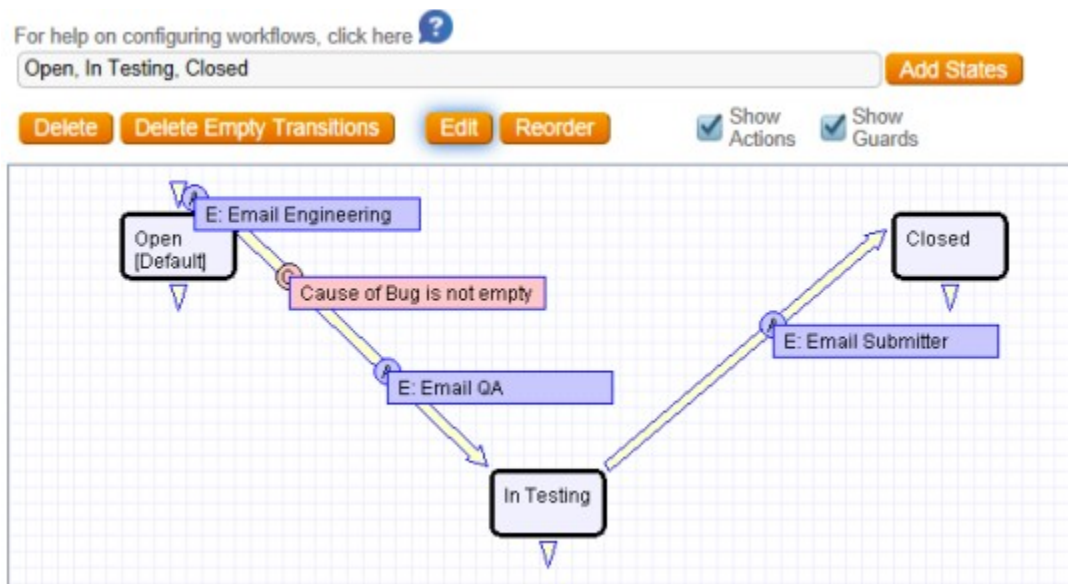 For help on configuring workflows, click here ?
Open, In Testing, Closed
Add States
Delete
Delete Empty Transitions
Edit
Reorder
Show
Actions
Show
Guards
A
E: Email Engineering
Open
[Default]
Closed
Cause of Bug is not empty
A
E: Email Submitter
A
E: Email QA
In Testing